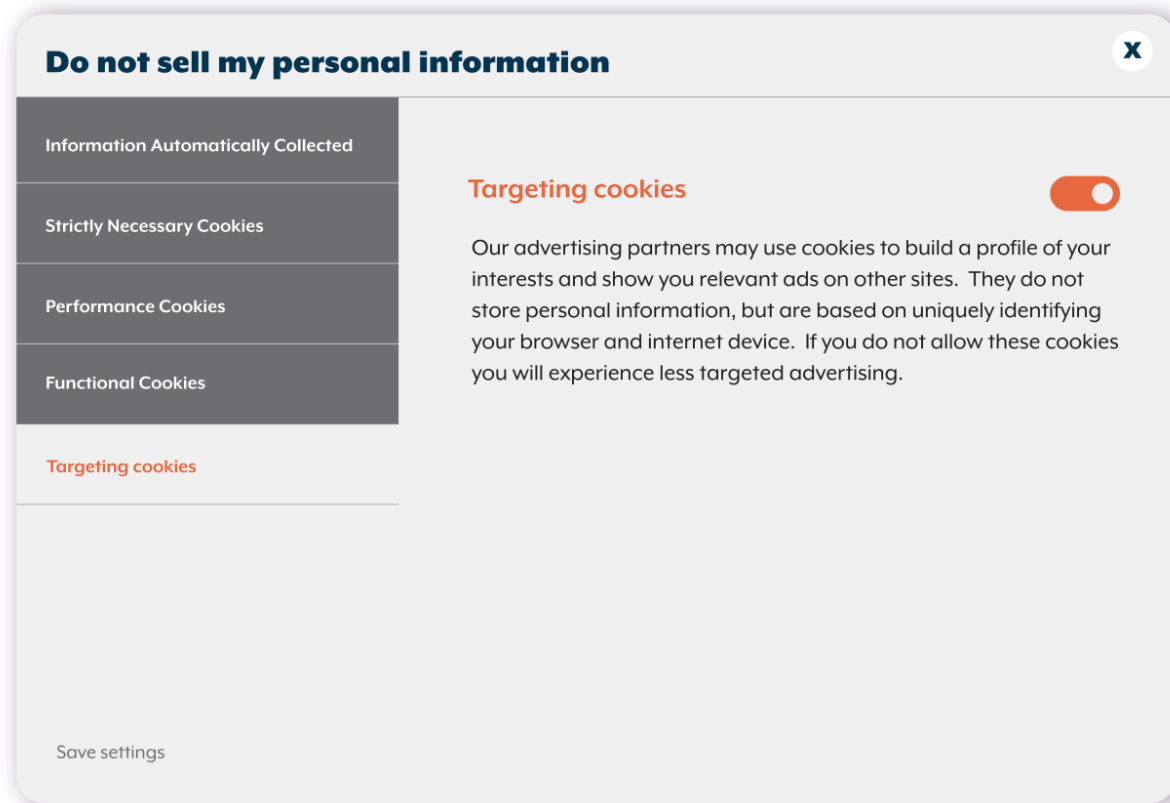 Do not sell my personal information
X
Information Automatically Collected
Strictly Necessary Cookies
Performance Cookies
Functional Cookies
Targeting cookies
Targeting cookies
Our advertising partners may use cookies to build a profile of your
interests and show you relevant ads on other sites.  They do not
store personal information, but are based on uniquely identifying
your browser and internet device.  If you do not allow these cookies
you will experience less targeted advertising.
Save settings